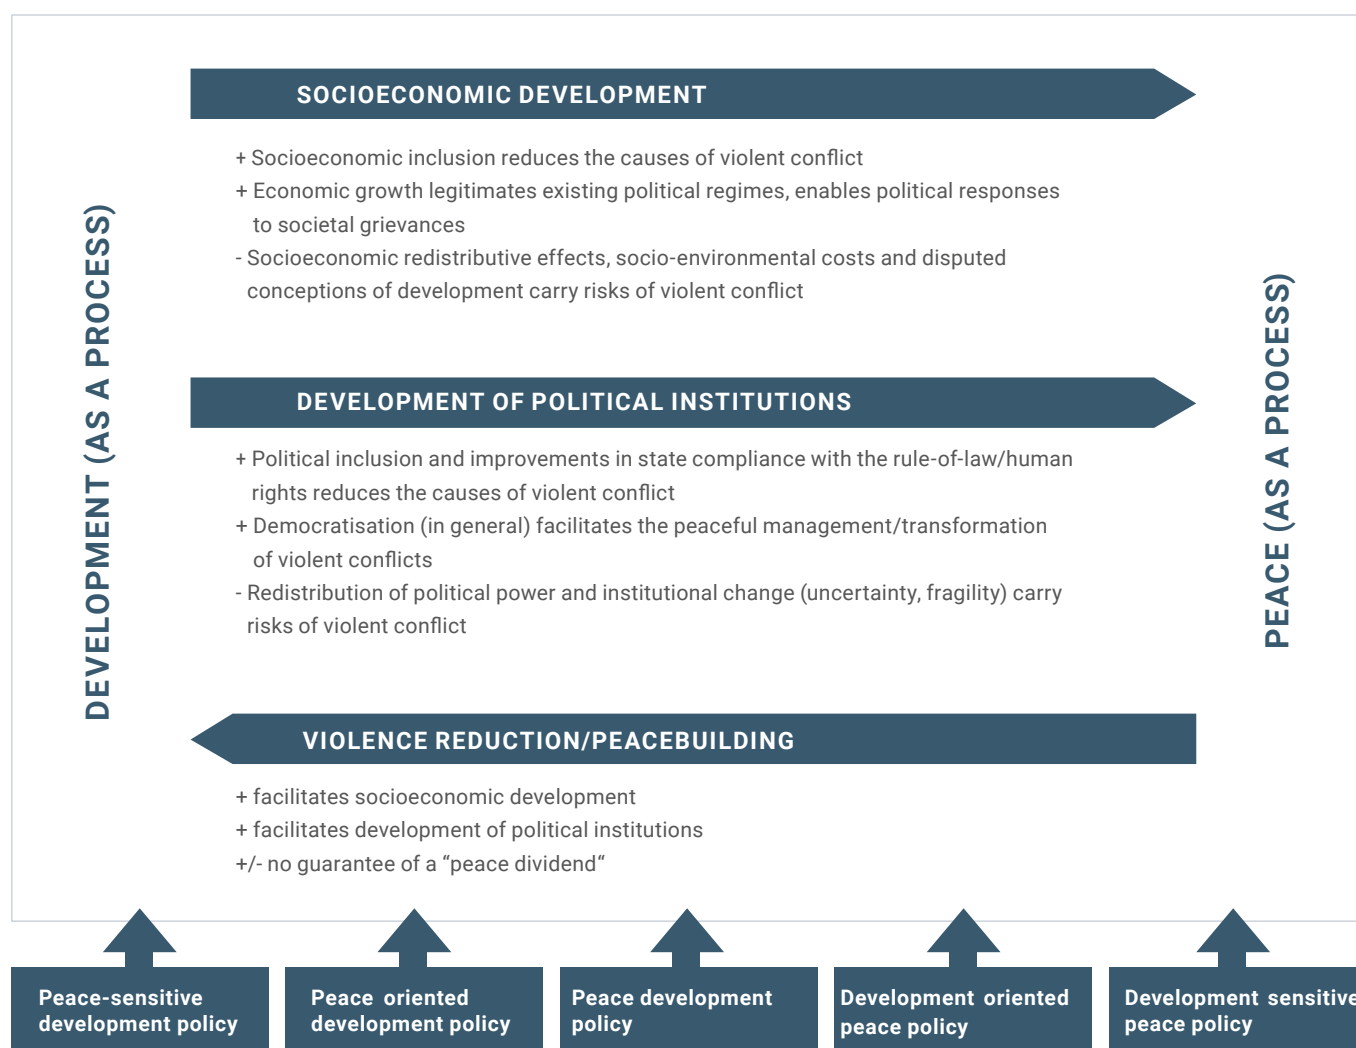 SOCIOECONOMIC DEVELOPMENT
+ Socioeconomic inclusion reduces the causes of violent conflict
+ Economic growth legitimates existing political regimes, enables political responses
to societal grievances
- Socioeconomic redistributive effects, socio-environmental costs and disputed
conceptions of development carry risks of violent conflict
DEVELOPMENT (AS A PROCESS)
PEACE (AS A PROCESS)
DEVELOPMENT OF POLITICAL INSTITUTIONS
+ Political inclusion and improvements in state compliance with the rule-of-law/human
rights reduces the causes of violent conflict
+ Democratisation (in general) facilitates the peaceful management/transformation
of violent conflicts
- Redistribution of political power and institutional change (uncertainty, fragility) carry
risks of violent conflict
VIOLENCE REDUCTION/PEACEBUILDING
+ facilitates socioeconomic development
+ facilitates development of political institutions
+/- no guarantee of a “peace dividend“
Peace-sensitive
development policy
Peace oriented
development policy
Peace development
policy
Development oriented
peace policy
Development sensitive
peace policy